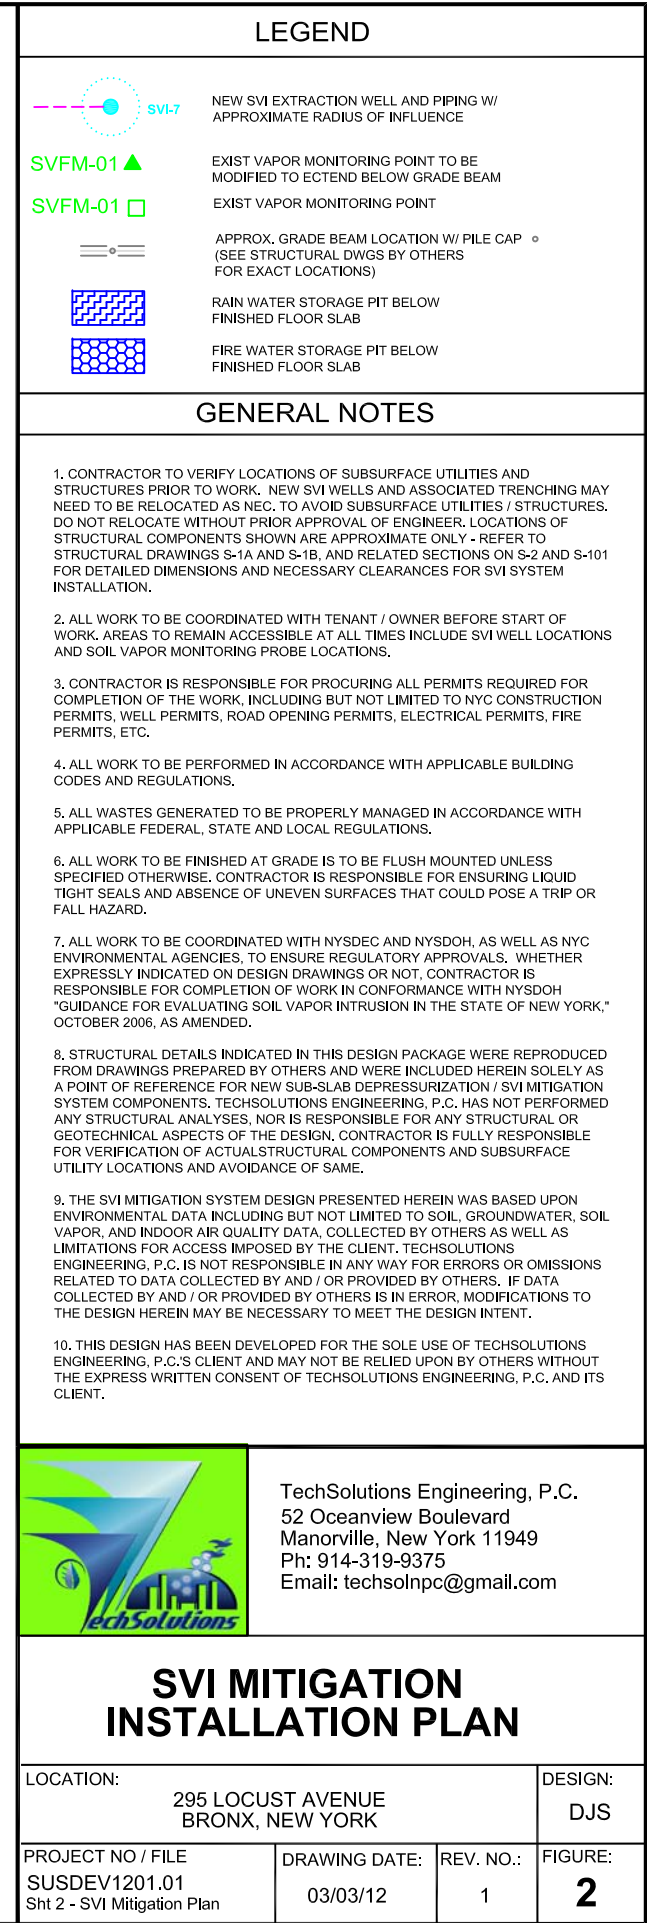 LEGEND
SVI-7
NEW SVI EXTRACTION WELL AND PIPING W/
APPROXIMATE RADIUS OF INFLUENCE
SVFM-01
EXIST VAPOR MONITORING POINT TO BE
MODIFIED TO ECTEND BELOW GRADE BEAM
SVFM-01
EXIST VAPOR MONITORING POINT
APPROX. GRADE BEAM LOCATION W/ PILE CAP
(SEE STRUCTURAL DWGS BY OTHERS
FOR EXACT LOCATIONS)
RAIN WATER STORAGE PIT BELOW
FINISHED FLOOR SLAB
FIRE WATER STORAGE PIT BELOW
FINISHED FLOOR SLAB
GENERAL NOTES
1. CONTRACTOR TO VERIFY LOCATIONS OF SUBSURFACE UTILITIES AND
STRUCTURES PRIOR TO WORK. NEW SVI WELLS AND ASSOCIATED TRENCHING MAY
NEED TO BE RELOCATED AS NEC. TO AVOID SUBSURFACE UTILITIES / STRUCTURES.
DO NOT RELOCATE WITHOUT PRIOR APPROVAL OF ENGINEER. LOCATIONS OF
STRUCTURAL COMPONENTS SHOWN ARE APPROXIMATE ONLY - REFER TO
STRUCTURAL DRAWINGS S-1A AND S-1B, AND RELATED SECTIONS ON S-2 AND S-101
FOR DETAILED DIMENSIONS AND NECESSARY CLEARANCES FOR SVI SYSTEM
INSTALLATION.
2. ALL WORK TO BE COORDINATED WITH TENANT / OWNER BEFORE START OF
WORK. AREAS TO REMAIN ACCESSIBLE AT ALL TIMES INCLUDE SVI WELL LOCATIONS
AND SOIL VAPOR MONITORING PROBE LOCATIONS.
3. CONTRACTOR IS RESPONSIBLE FOR PROCURING ALL PERMITS REQUIRED FOR
COMPLETION OF THE WORK, INCLUDING BUT NOT LIMITED TO NYC CONSTRUCTION
PERMITS, WELL PERMITS, ROAD OPENING PERMITS, ELECTRICAL PERMITS, FIRE
PERMITS, ETC.
4. ALL WORK TO BE PERFORMED IN ACCORDANCE WITH APPLICABLE BUILDING
CODES AND REGULATIONS.
5. ALL WASTES GENERATED TO BE PROPERLY MANAGED IN ACCORDANCE WITH
APPLICABLE FEDERAL, STATE AND LOCAL REGULATIONS.
6. ALL WORK TO BE FINISHED AT GRADE IS TO BE FLUSH MOUNTED UNLESS
SPECIFIED OTHERWISE. CONTRACTOR IS RESPONSIBLE FOR ENSURING LIQUID
TIGHT SEALS AND ABSENCE OF UNEVEN SURFACES THAT COULD POSE A TRIP OR
FALL HAZARD.
7. ALL WORK TO BE COORDINATED WITH NYSDEC AND NYSDOH, AS WELL AS NYC
ENVIRONMENTAL AGENCIES, TO ENSURE REGULATORY APPROVALS. WHETHER
EXPRESSLY INDICATED ON DESIGN DRAWINGS OR NOT, CONTRACTOR IS
RESPONSIBLE FOR COMPLETION OF WORK IN CONFORMANCE WITH NYSDOH
"GUIDANCE FOR EVALUATING SOIL VAPOR INTRUSION IN THE STATE OF NEW YORK,"
OCTOBER 2006, AS AMENDED.
8. STRUCTURAL DETAILS INDICATED IN THIS DESIGN PACKAGE WERE REPRODUCED
FROM DRAWINGS PREPARED BY OTHERS AND WERE INCLUDED HEREIN SOLELY AS
A POINT OF REFERENCE FOR NEW SUB-SLAB DEPRESSURIZATION / SVI MITIGATION
SYSTEM COMPONENTS. TECHSOLUTIONS ENGINEERING, P.C. HAS NOT PERFORMED
ANY STRUCTURAL ANALYSES, NOR IS RESPONSIBLE FOR ANY STRUCTURAL OR
GEOTECHNICAL ASPECTS OF THE DESIGN. CONTRACTOR IS FULLY RESPONSIBLE
FOR VERIFICATION OF ACTUALSTRUCTURAL COMPONENTS AND SUBSURFACE
UTILITY LOCATIONS AND AVOIDANCE OF SAME.
9. THE SVI MITIGATION SYSTEM DESIGN PRESENTED HEREIN WAS BASED UPON
ENVIRONMENTAL DATA INCLUDING BUT NOT LIMITED TO SOIL, GROUNDWATER, SOIL
VAPOR, AND INDOOR AIR QUALITY DATA, COLLECTED BY OTHERS AS WELL AS
LIMITATIONS FOR ACCESS IMPOSED BY THE CLIENT. TECHSOLUTIONS
ENGINEERING, P.C. IS NOT RESPONSIBLE IN ANY WAY FOR ERRORS OR OMISSIONS
RELATED TO DATA COLLECTED BY AND / OR PROVIDED BY OTHERS. IF DATA
COLLECTED BY AND / OR PROVIDED BY OTHERS IS IN ERROR, MODIFICATIONS TO
THE DESIGN HEREIN MAY BE NECESSARY TO MEET THE DESIGN INTENT.
10. THIS DESIGN HAS BEEN DEVELOPED FOR THE SOLE USE OF TECHSOLUTIONS
ENGINEERING, P.C.'S CLIENT AND MAY NOT BE RELIED UPON BY OTHERS WITHOUT
THE EXPRESS WRITTEN CONSENT OF TECHSOLUTIONS ENGINEERING, P.C. AND ITS
CLIENT.
TechSolutions
TechSolutions Engineering, P.C.
52 Oceanview Boulevard
Manorville, New York 11949
Ph: 914-319-9375
Email: techsolnpc@gmail.com
SVI MITIGATION
INSTALLATION PLAN
LOCATION:
295 LOCUST AVENUE
BRONX, NEW YORK
DESIGN:
DJS
PROJECT NO / FILE
SUSDEV1201.01
Sht 2 - SVI Mitigation Plan
DRAWING DATE:
03/03/12
REV. NO.:
1
FIGURE:
2